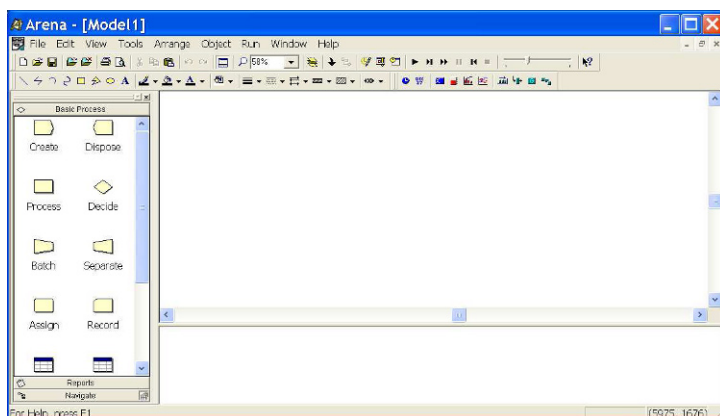 Arena - [Model1]
File Edit View Tools Arrange Object Run Window Help
58%
A A
Basic Process
Create Dispose
Process Decide
Batch Separate
Assign Record
Reports
Navigate
For Help, press F1 (5975, 1676)